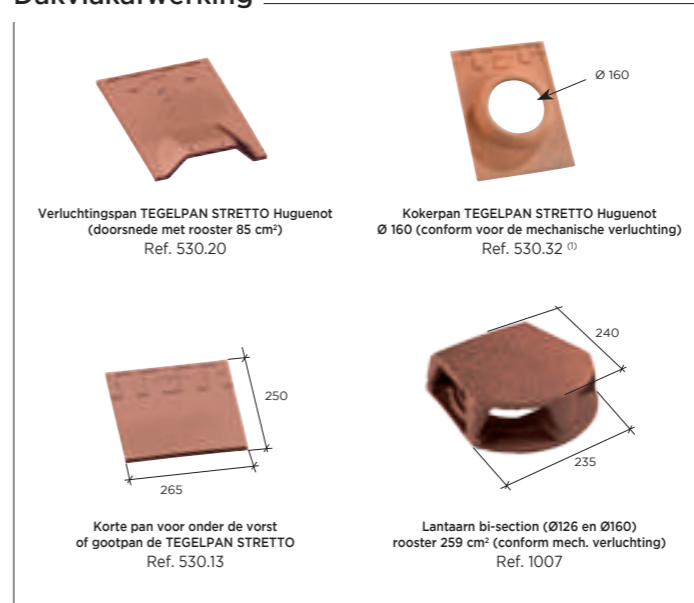 Dakvlakafwerking
Ø 160
Verluchtingspan TEGELPAN STRETTO Huguenot
(doorsnede met rooster 85 cm²)
Ref. 530.20
Kokerpan TEGELPAN STRETTO Huguenot
Ø 160 (conform voor de mechanische verluchting)
Ref. 530.32 (1)
250
265
Korte pan voor onder de vorst
of gootpan de TEGELPAN STRETTO
Ref. 530.13
240
235
Lantaarn bi-section (Ø126 en Ø160)
rooster 259 cm² (conform mech. verluchting)
Ref. 1007